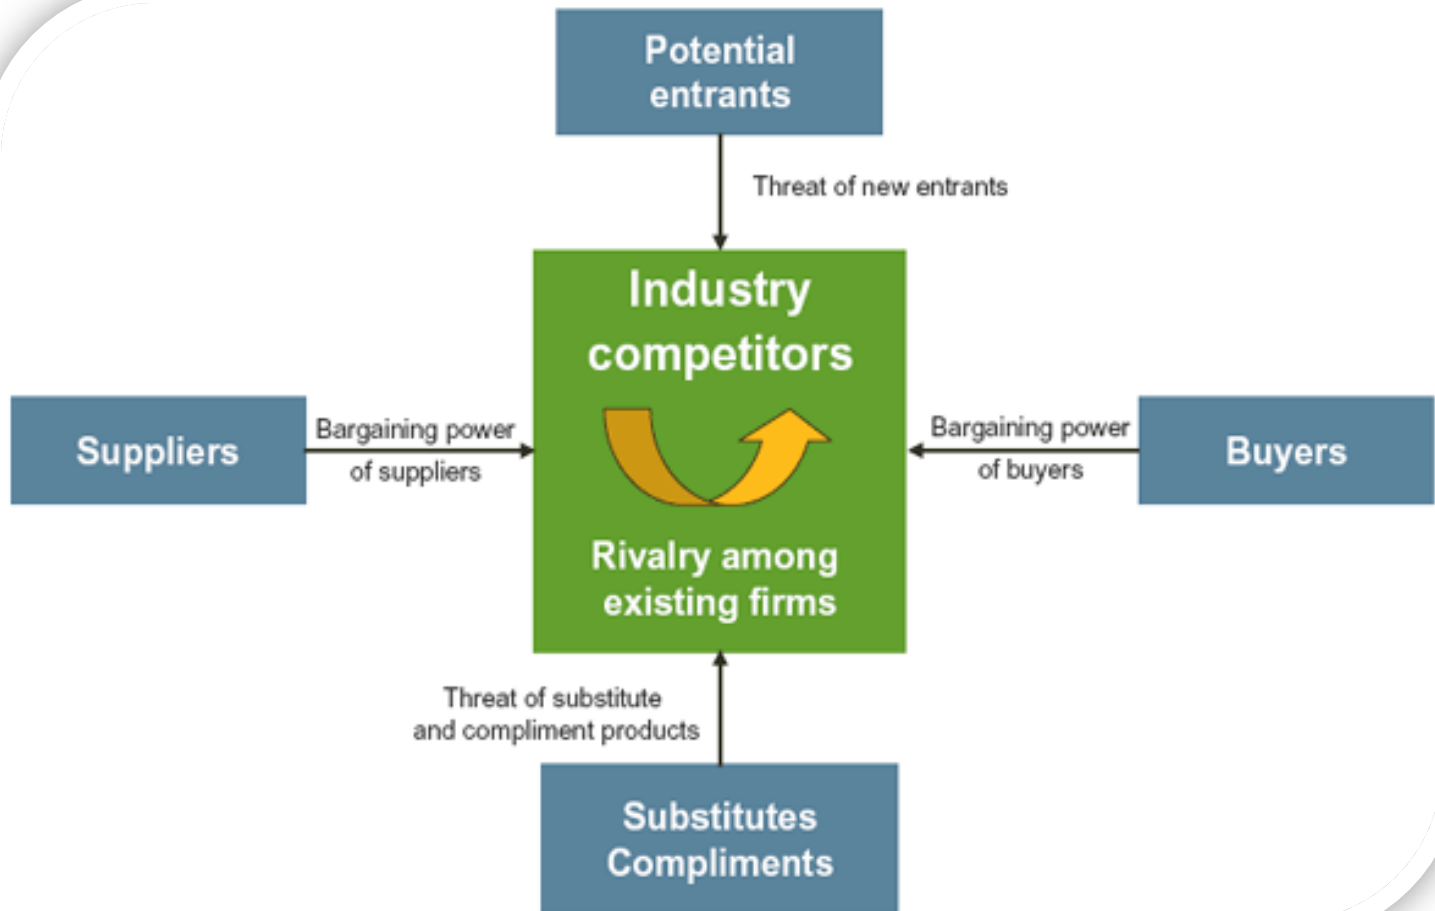 Potential
entrants
Threat of new entrants
Industry
competitors
Suppliers
Bargaining power
of suppliers
Bargaining power
of buyers
Buyers
Rivalry among
existing firms
Threat of substitute
and compliment products
Substitutes
Compliments